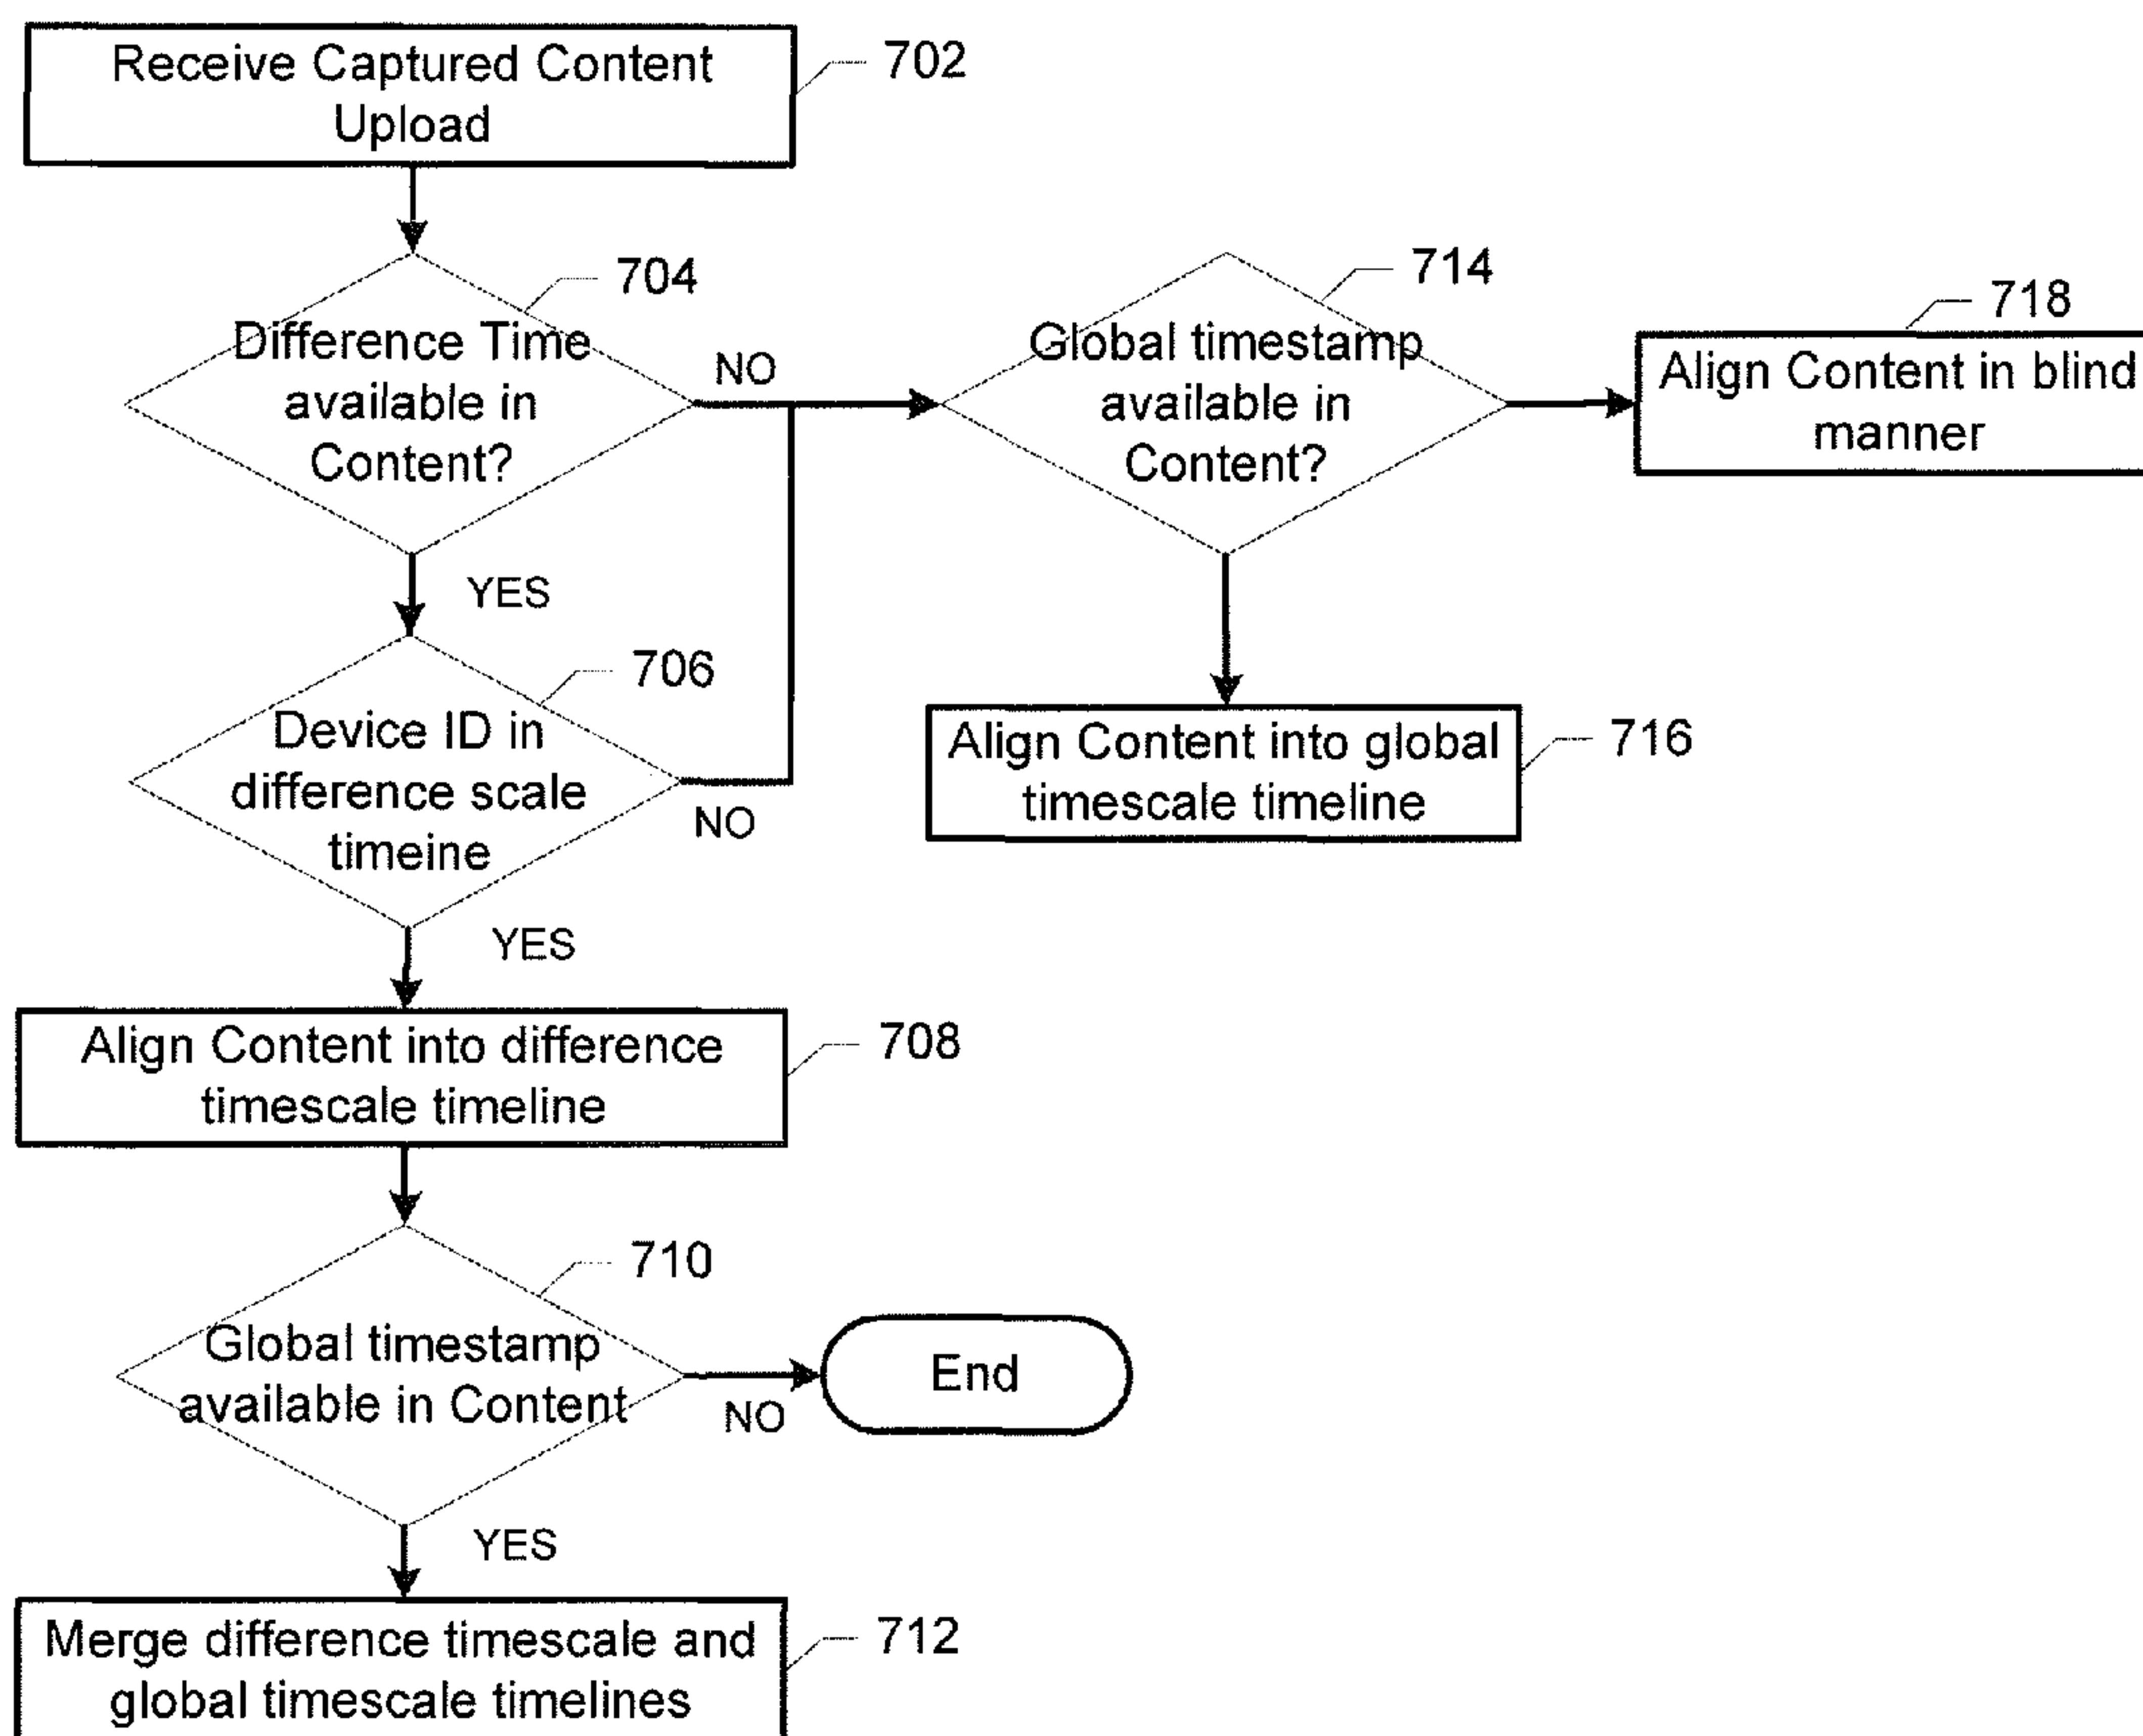 Receive Captured Content
Upload
702
704
Difference Time
available in
Content?
NO
YES
714
Global timestamp
available in
Content?
718
Align Content in blind
manner
706
Device ID in
difference scale
timeine
NO
YES
Align Content into global
timescale timeline
716
Align Content into difference
timescale timeline
708
710
Global timestamp
available in Content
NO
End
YES
Merge difference timescale and
global timescale timelines
712